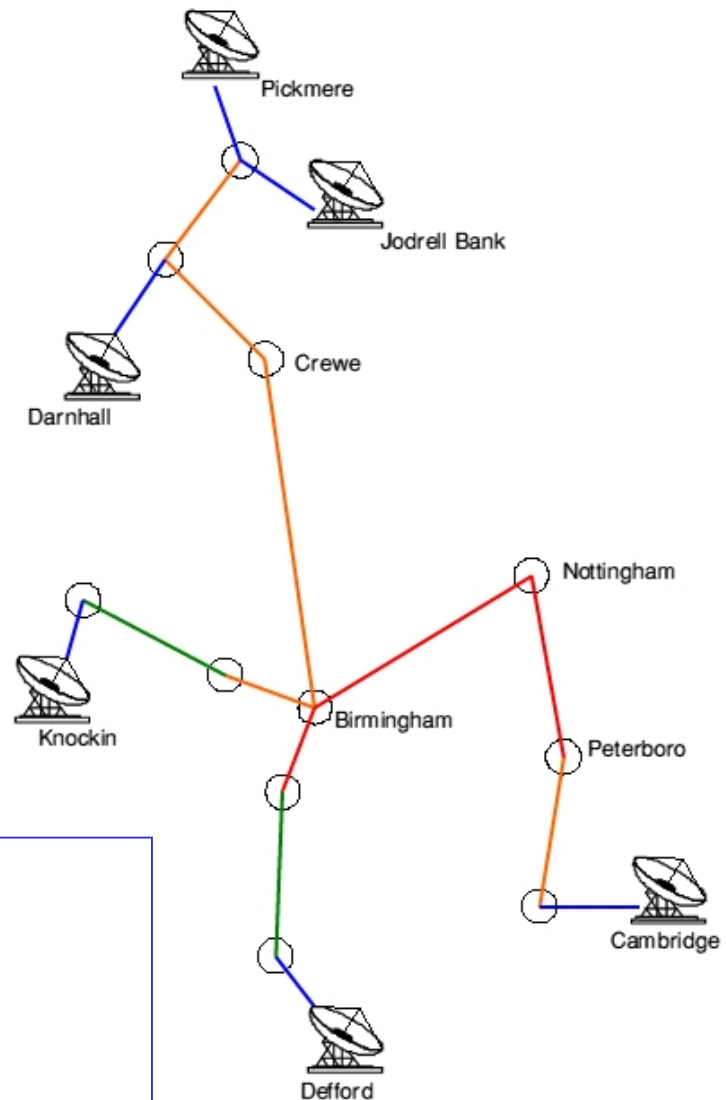 Pickmere
Jodrell Bank
Crewe
Darnhall
Nottingham
Birmingham
Knockin
Peterboro
Cambridge
Defford